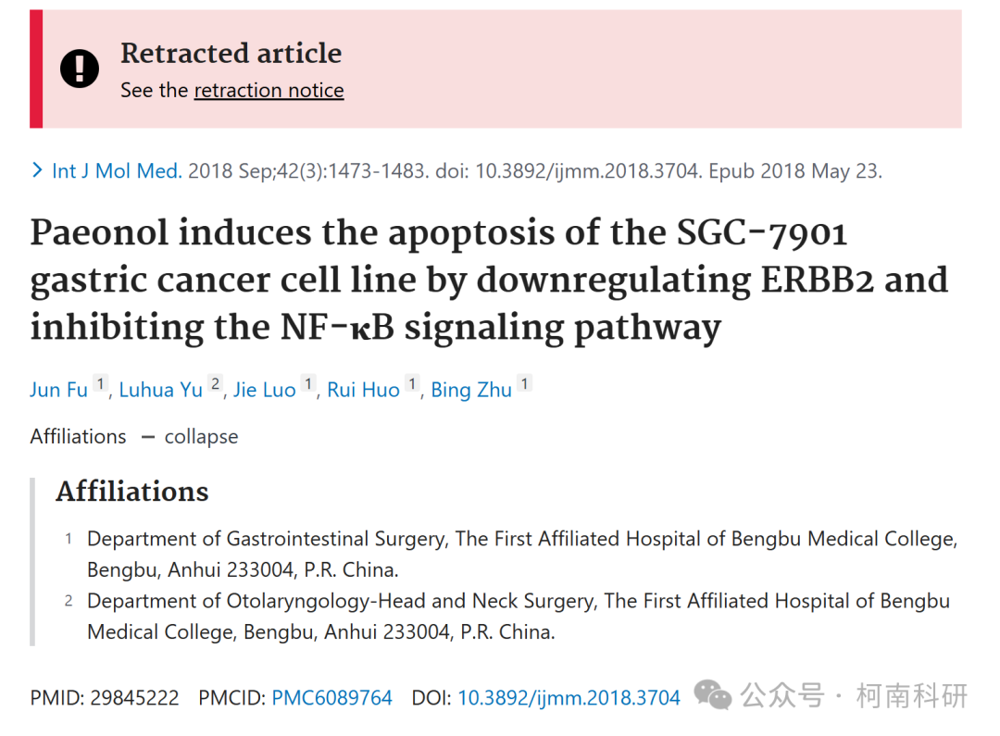 Retracted article
See the retraction notice
Int J Mol Med. 2018 Sep;42(3):1473-1483. doi: 10.3892/ijmm.2018.3704. Epub 2018 May 23.
Paeonol induces the apoptosis of the SGC-7901
gastric cancer cell line by downregulating ERBB2 and
inhibiting the NF-κB signaling pathway
Jun Fu 1, Luhua Yu 2, Jie Luo 1, Rui Huo 1, Bing Zhu 1
Affiliations — collapse
Affiliations
1 Department of Gastrointestinal Surgery, The First Affiliated Hospital of Bengbu Medical College,
Bengbu, Anhui 233004, P.R. China.
2 Department of Otolaryngology-Head and Neck Surgery, The First Affiliated Hospital of Bengbu
Medical College, Bengbu, Anhui 233004, P.R. China.
PMID: 29845222 PMCID: PMC6089764 DOI: 10.3892/ijmm.2018.3704 公众号 · 柯南科研